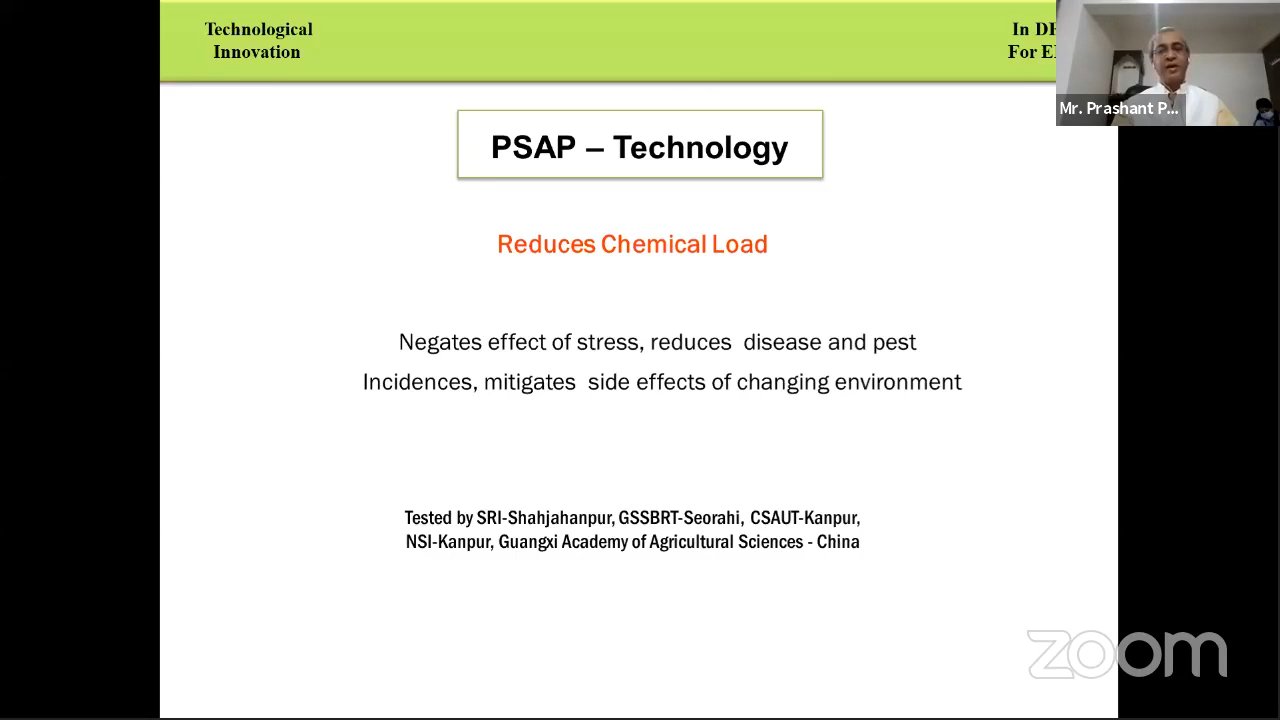 Technological
Innovation
In
For
Mr. Prashant P...
PSAP – Technology
Reduces Chemical Load
Negates effect of stress, reduces disease and pest
Incidences, mitigates side effects of changing environment
Tested by SRI-Shahjahanpur, GSSBRT-Seorahi, CSAUT-Kanpur,
NSI-Kanpur, Guangxi Academy of Agricultural Sciences - China
zoom